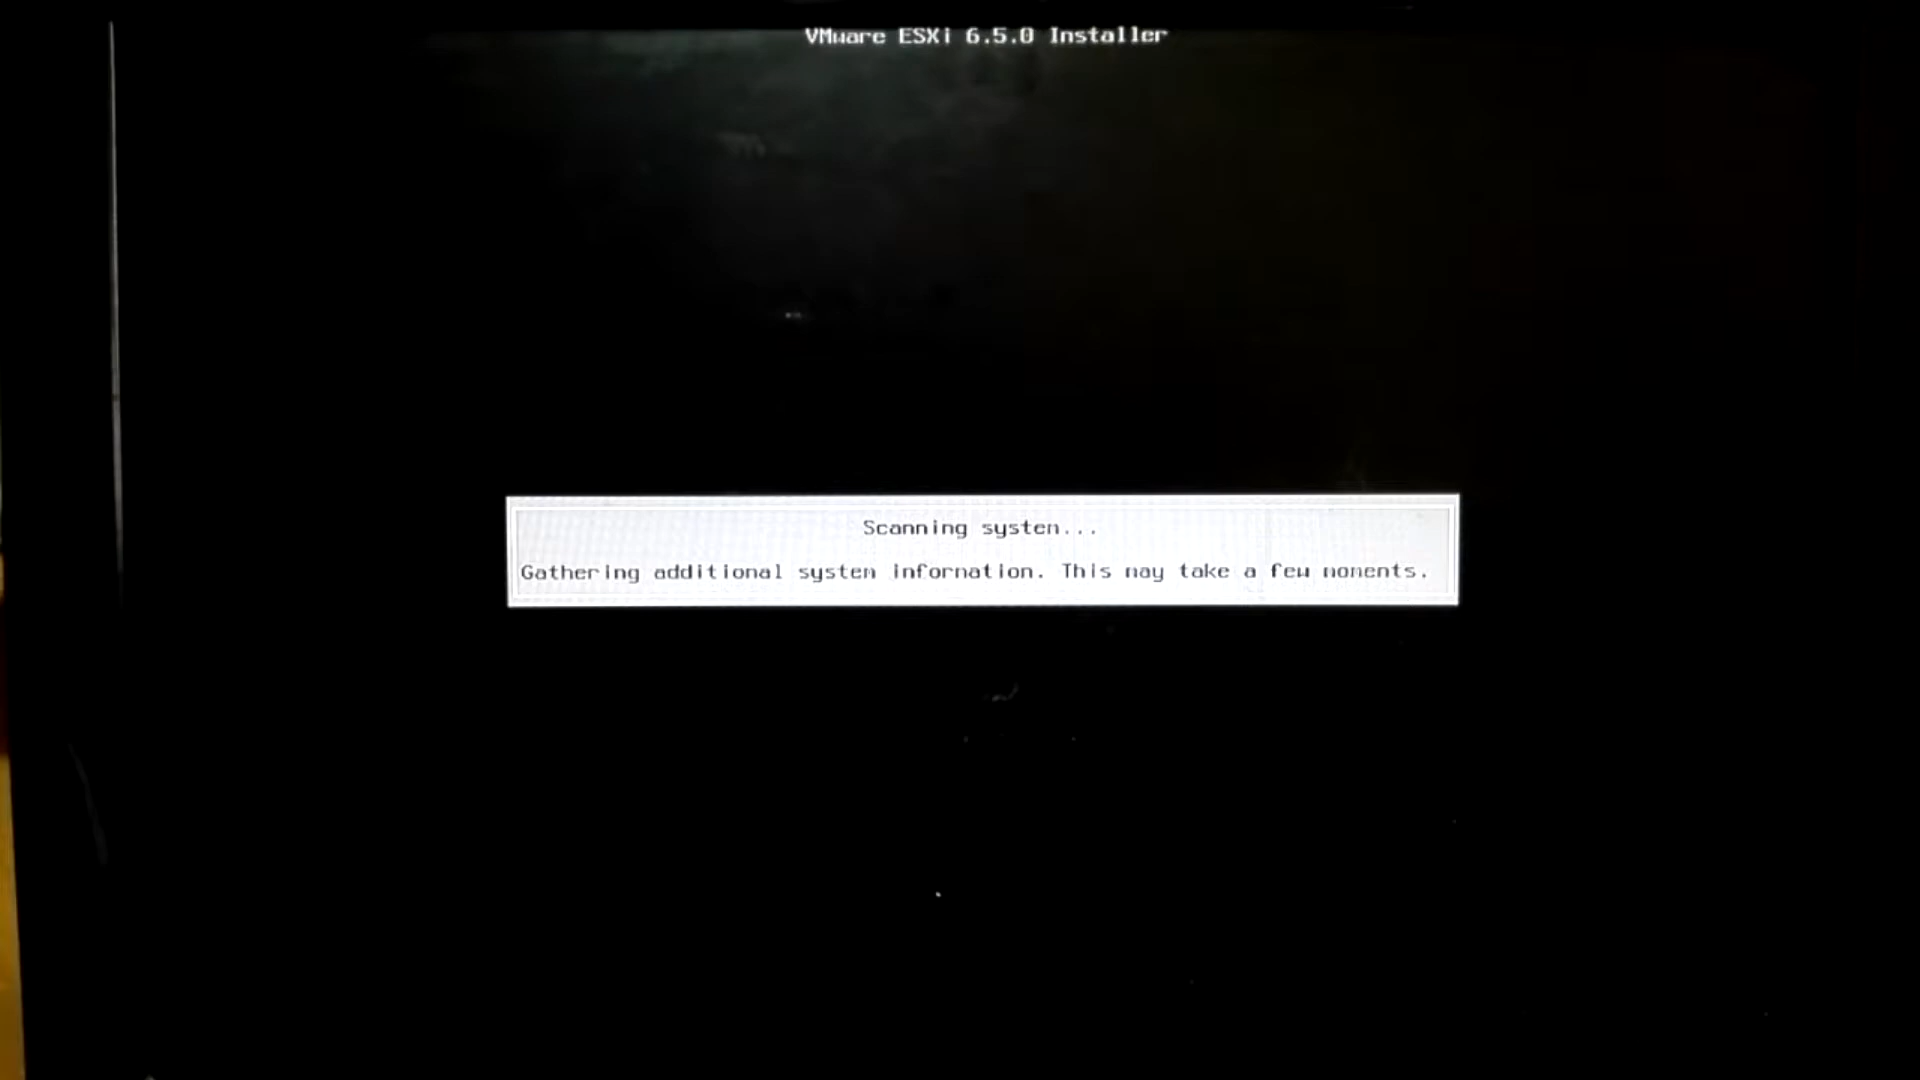 VMware ESXi 6.5.0 Installer
Scanning system...
Gathering additional system information. This may take a few moments.